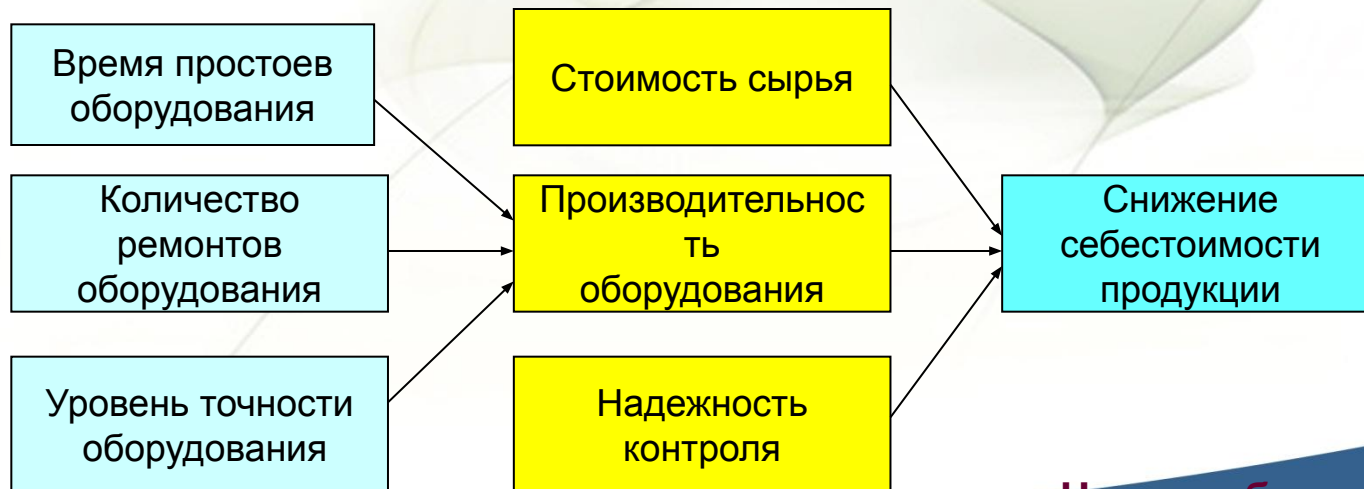 Время простоев
оборудования
Стоимость сырья
Количество
ремонтов
оборудования
Производительнос
ть
оборудования
Снижение
себестоимости
продукции
Уровень точности
оборудования
Надежность
контроля